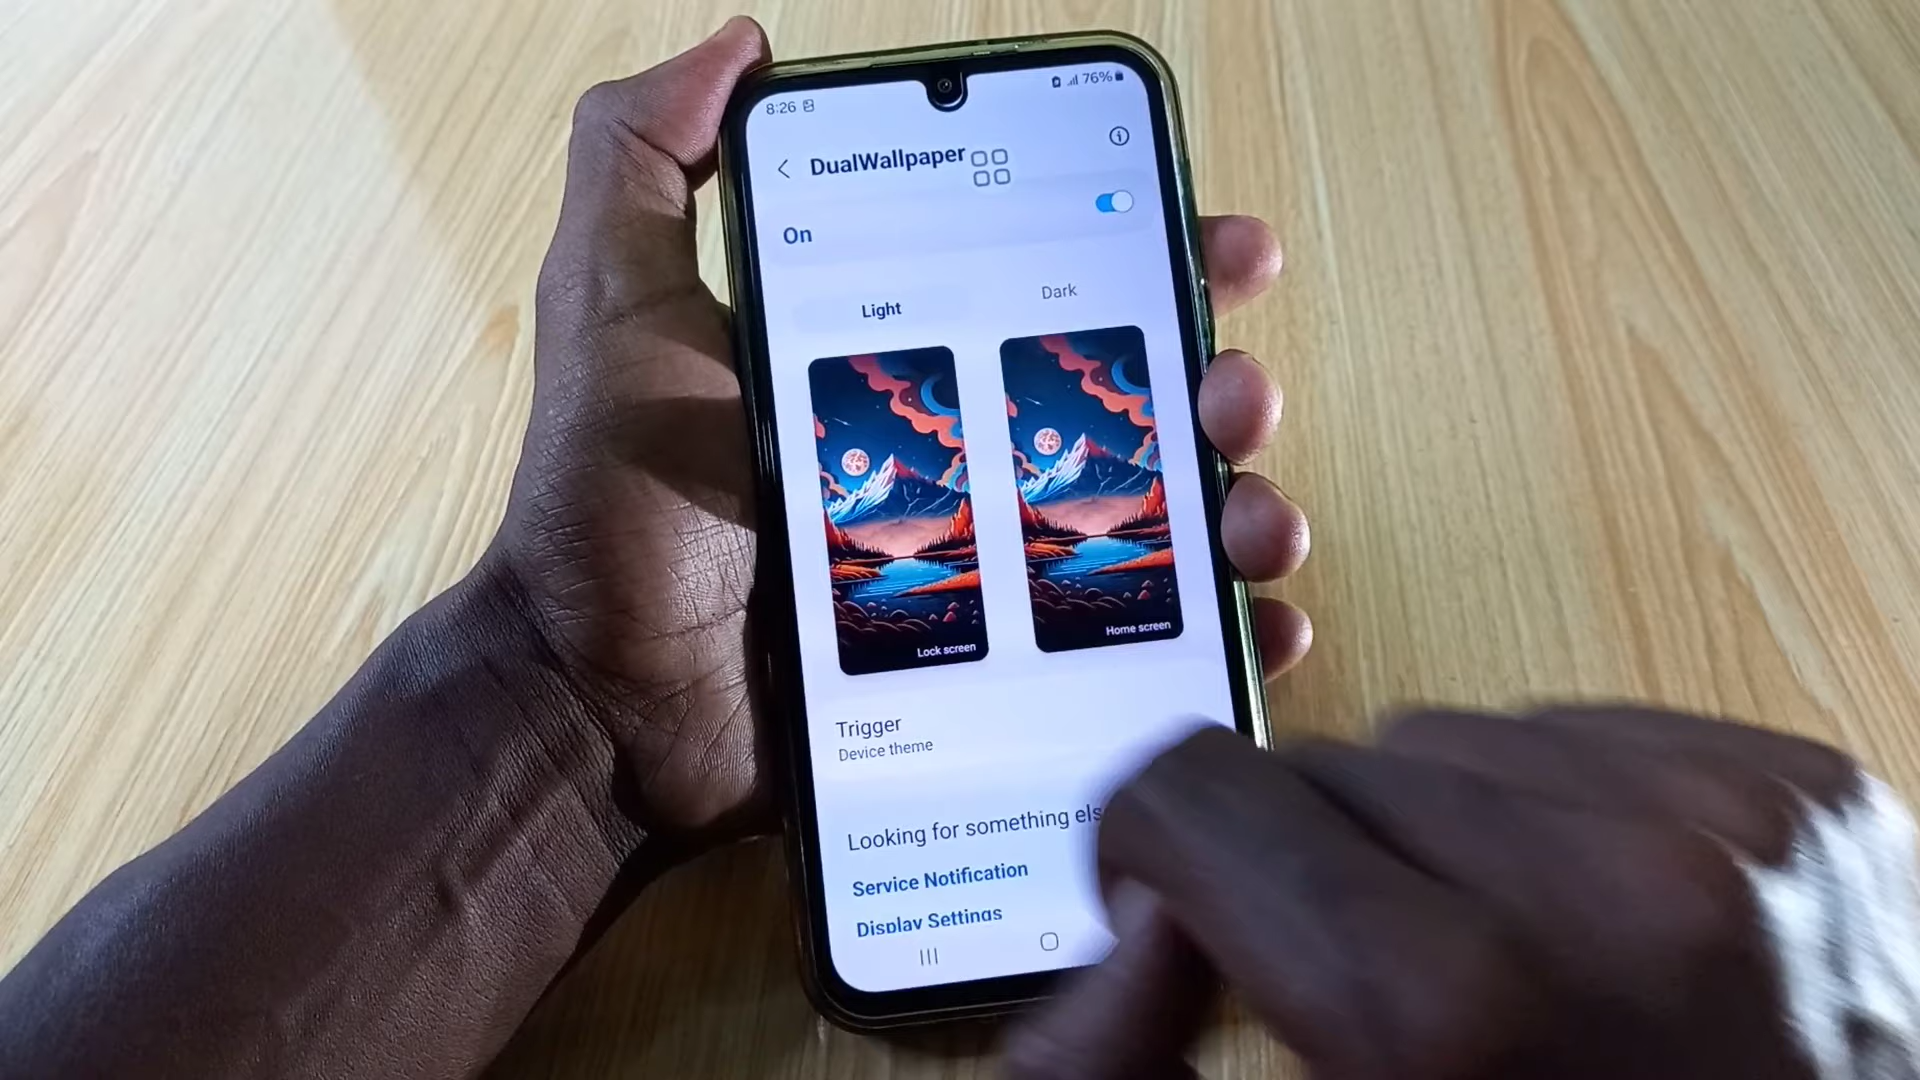 8:26
76%
DualWallpaper
On
Light
Dark
Lock screen
Home screen
Trigger
Device theme
Looking for something els
Service Notification
Display Settings